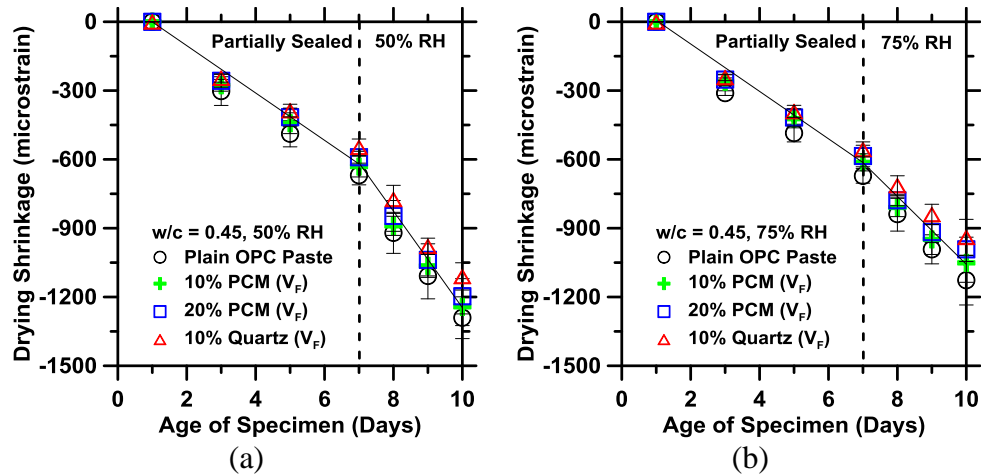 Drying Shrinkage (microstrain)
0
-300
-600
-900
-1200
-1500
Partially Sealed
50% RH
w/c = 0.45, 50% RH
Plain OPC Paste
10% PCM (VF)
20% PCM (VF)
10% Quartz (VF)
0 2 4 6 8 10
Age of Specimen (Days)
(a)
Drying Shrinkage (microstrain)
0
-300
-600
-900
-1200
-1500
Partially Sealed
75% RH
w/c = 0.45, 75% RH
Plain OPC Paste
10% PCM (VF)
20% PCM (VF)
10% Quartz (VF)
0 2 4 6 8 10
Age of Specimen (Days)
(b)